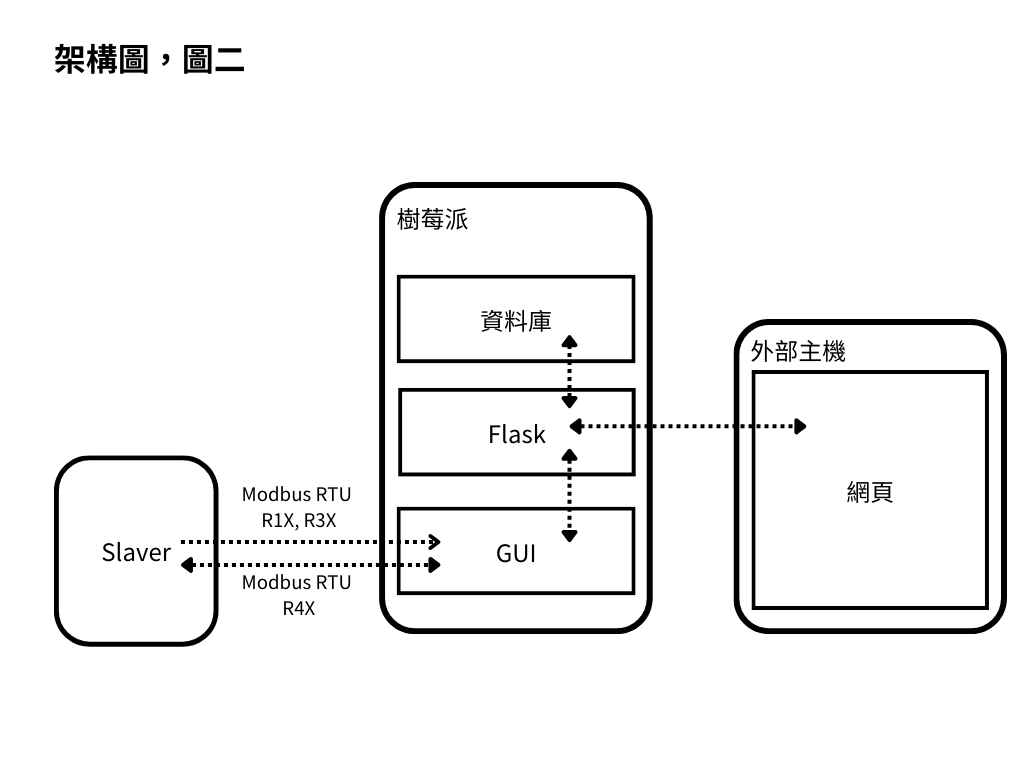 架構圖，圖二
樹莓派
資料庫
外部主機
Flask
網頁
Modbus RTU
R1X, R3X
Slaver
GUI
Modbus RTU
R4X